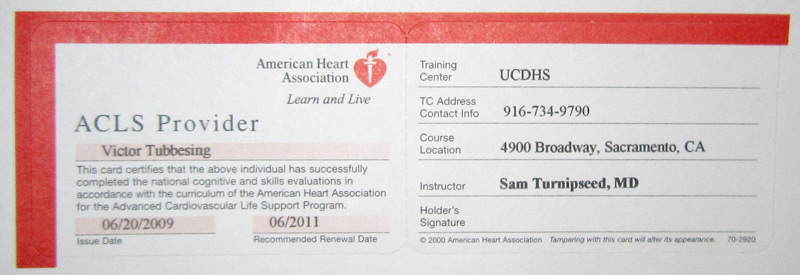 American Heart
Association
Learn and Live
ACLS Provider
Victor Tubbesing
This card certifies that the above individual has successfully
completed the national cognitive and skills evaluations in
accordance with the curriculum of the American Heart Association
for the Advanced Cardiovascular Life Support Program.
06/20/2009 06/2011
Issue Date Recommended Renewal Date
Training
Center UCDHS
TC Address
Contact Info 916-734-9790
Course
Location 4900 Broadway, Sacramento, CA
Instructor Sam Turnipseed, MD
Holder's
Signature
© 2000 American Heart Association Tampering with this card will alter its appearance. 70-2920